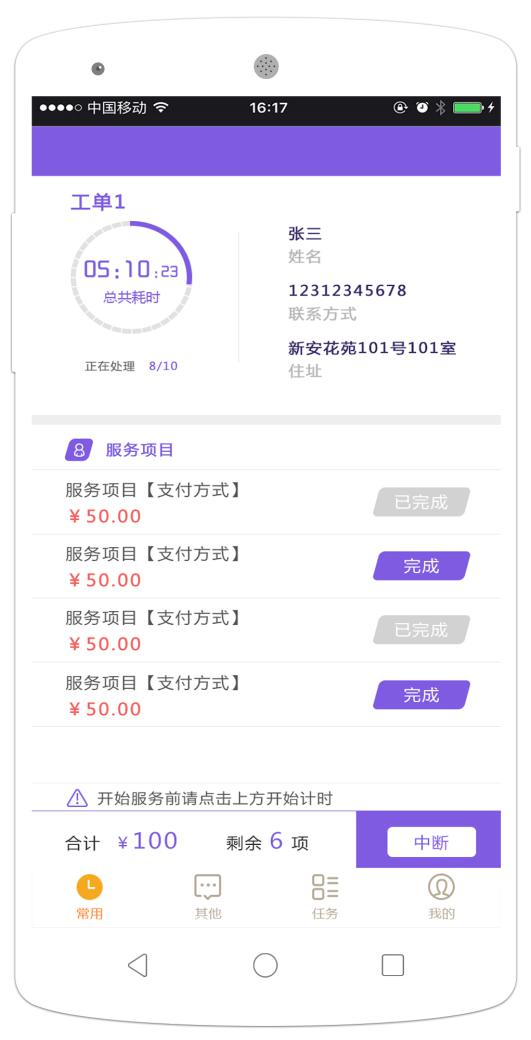 中国移动 16:17
工单1
05:10:23
总共耗时
正在处理 8/10
张三
姓名
12312345678
联系方式
新安花苑101号101室
住址
服务项目
服务项目【支付方式】
￥50.00
已完成
服务项目【支付方式】
￥50.00
完成
服务项目【支付方式】
￥50.00
已完成
服务项目【支付方式】
￥50.00
完成
开始服务前请点击上方开始计时
合计 ￥100 剩余 6 项 中断
常用 其他 任务 我的